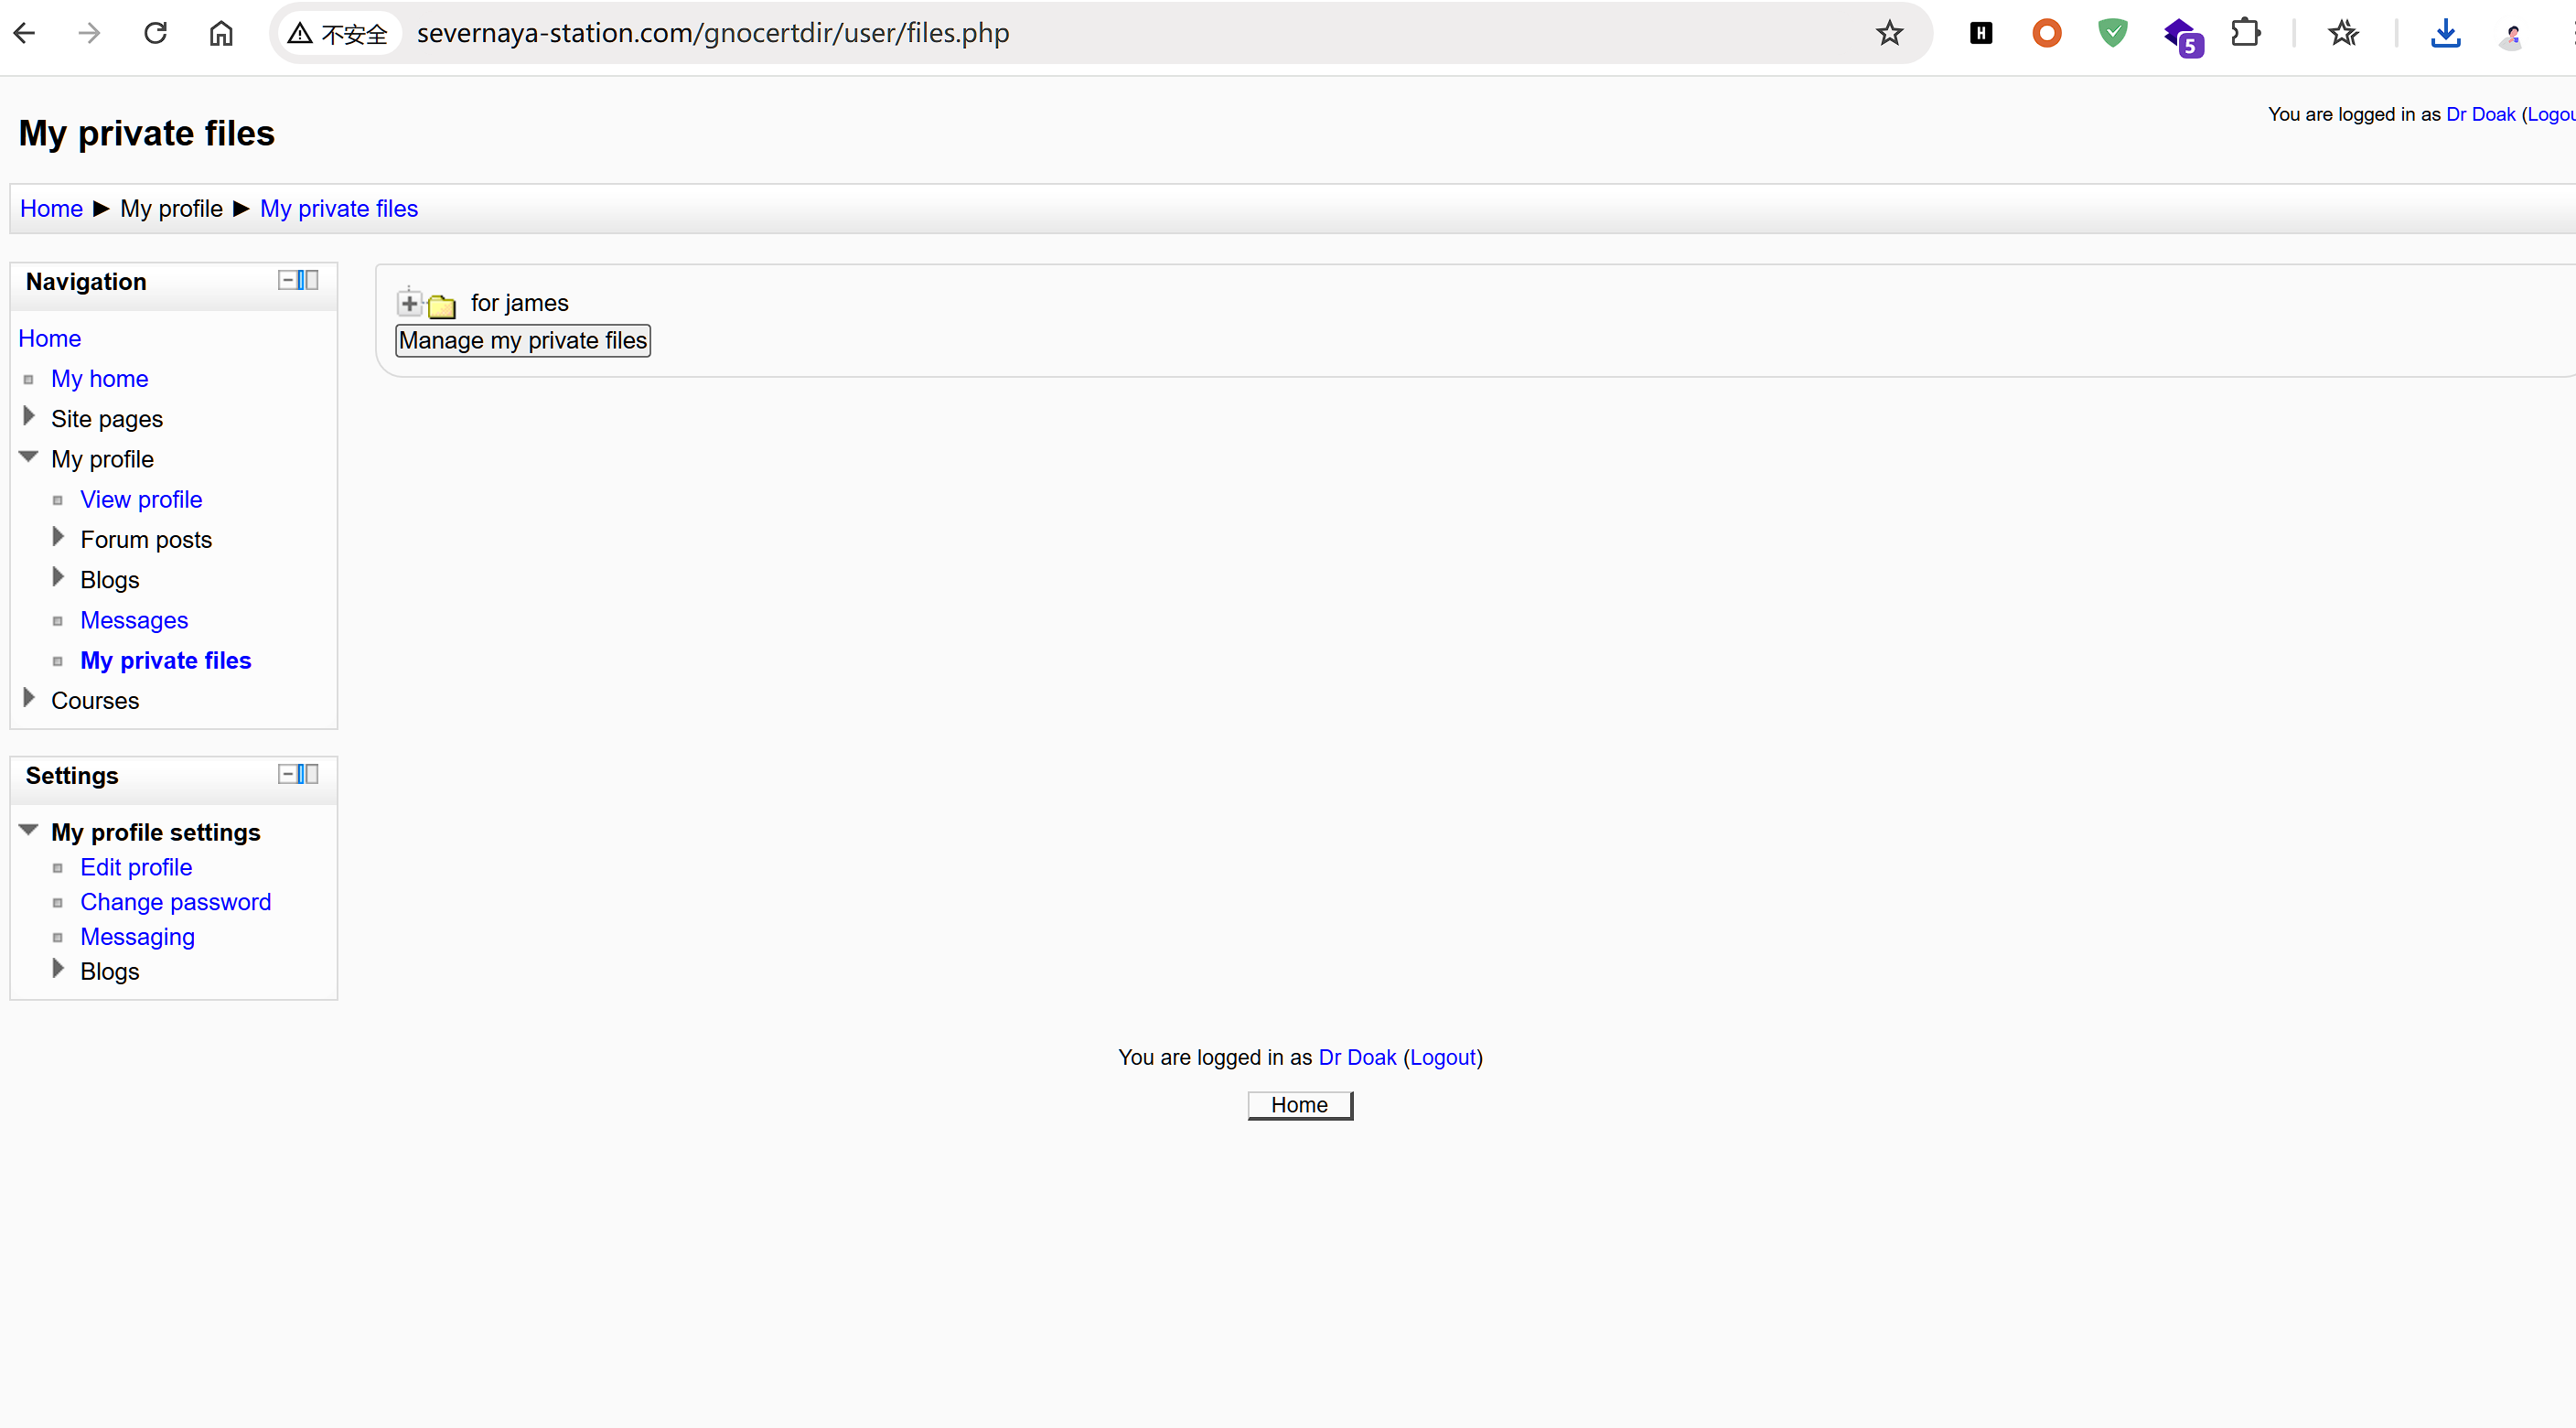 不安全 severnaya-station.com/gnocertdir/user/files.php
H
5
My private files
You are logged in as Dr Doak (Logou
Home ► My profile ► My private files
Navigation
Home
My home
Site pages
My profile
View profile
Forum posts
Blogs
Messages
My private files
Courses
for james
Manage my private files
Settings
My profile settings
Edit profile
Change password
Messaging
Blogs
You are logged in as Dr Doak (Logout)
Home